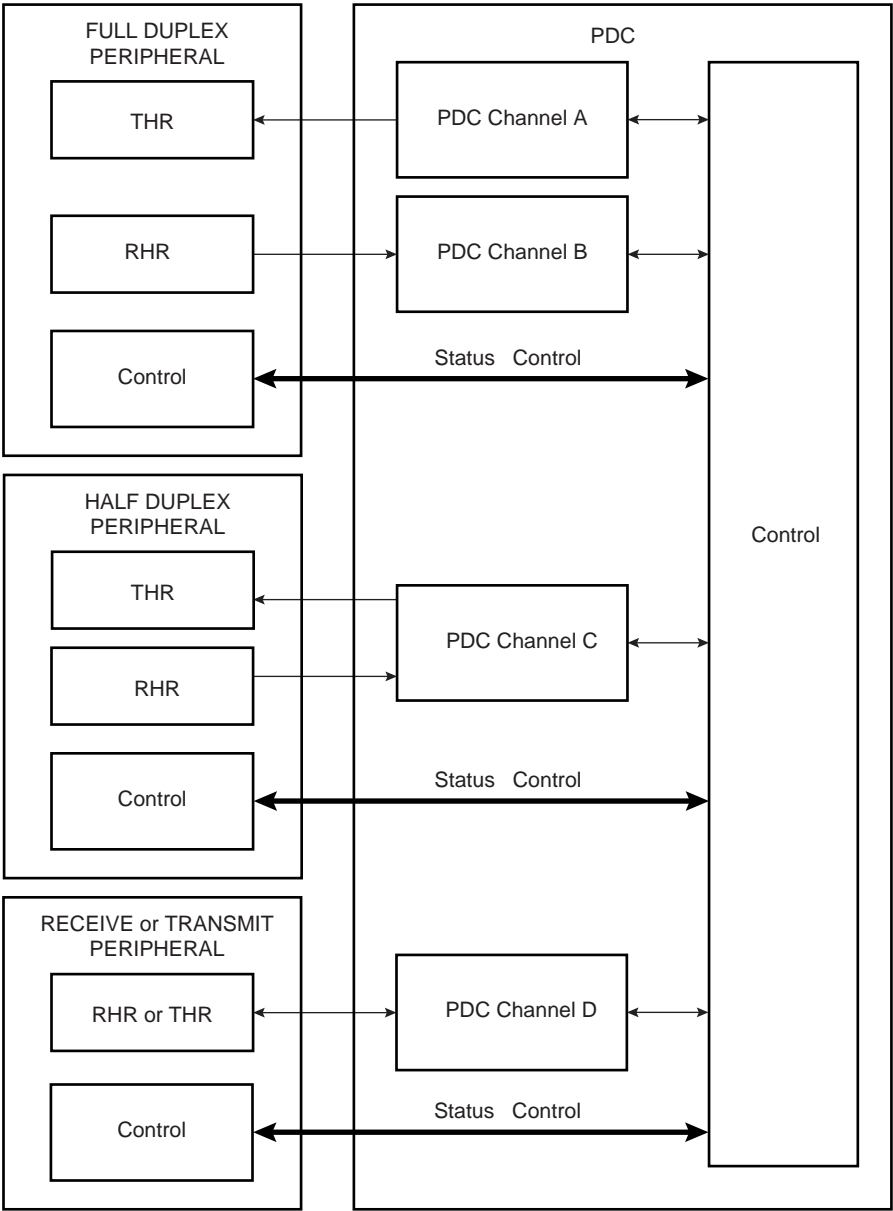 FULL DUPLEX
PERIPHERAL
THR
RHR
Control
PDC
PDC Channel A
PDC Channel B
Status Control
HALF DUPLEX
PERIPHERAL
THR
RHR
Control
PDC Channel C
Status Control
Control
RECEIVE or TRANSMIT
PERIPHERAL
RHR or THR
Control
PDC Channel D
Status Control